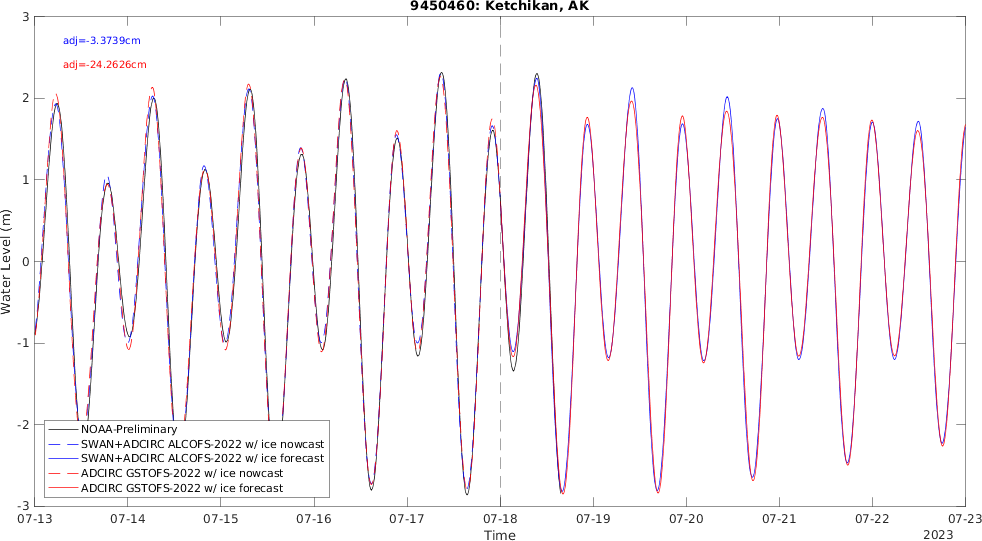 9450460: Ketchikan, AK
adj=-3.3739cm
adj=-24.2626cm
Water Level (m)
3
2
1
0
-1
-2
-3
NOAA-Preliminary
SWAN+ADCIRC ALCOFS-2022 w/ ice nowcast
SWAN+ADCIRC ALCOFS-2022 w/ ice forecast
ADCIRC GSTOFS-2022 w/ ice nowcast
ADCIRC GSTOFS-2022 w/ ice forecast
07-13 07-14 07-15 07-16 07-17 07-18 07-19 07-20 07-21 07-22 07-23
Time
2023